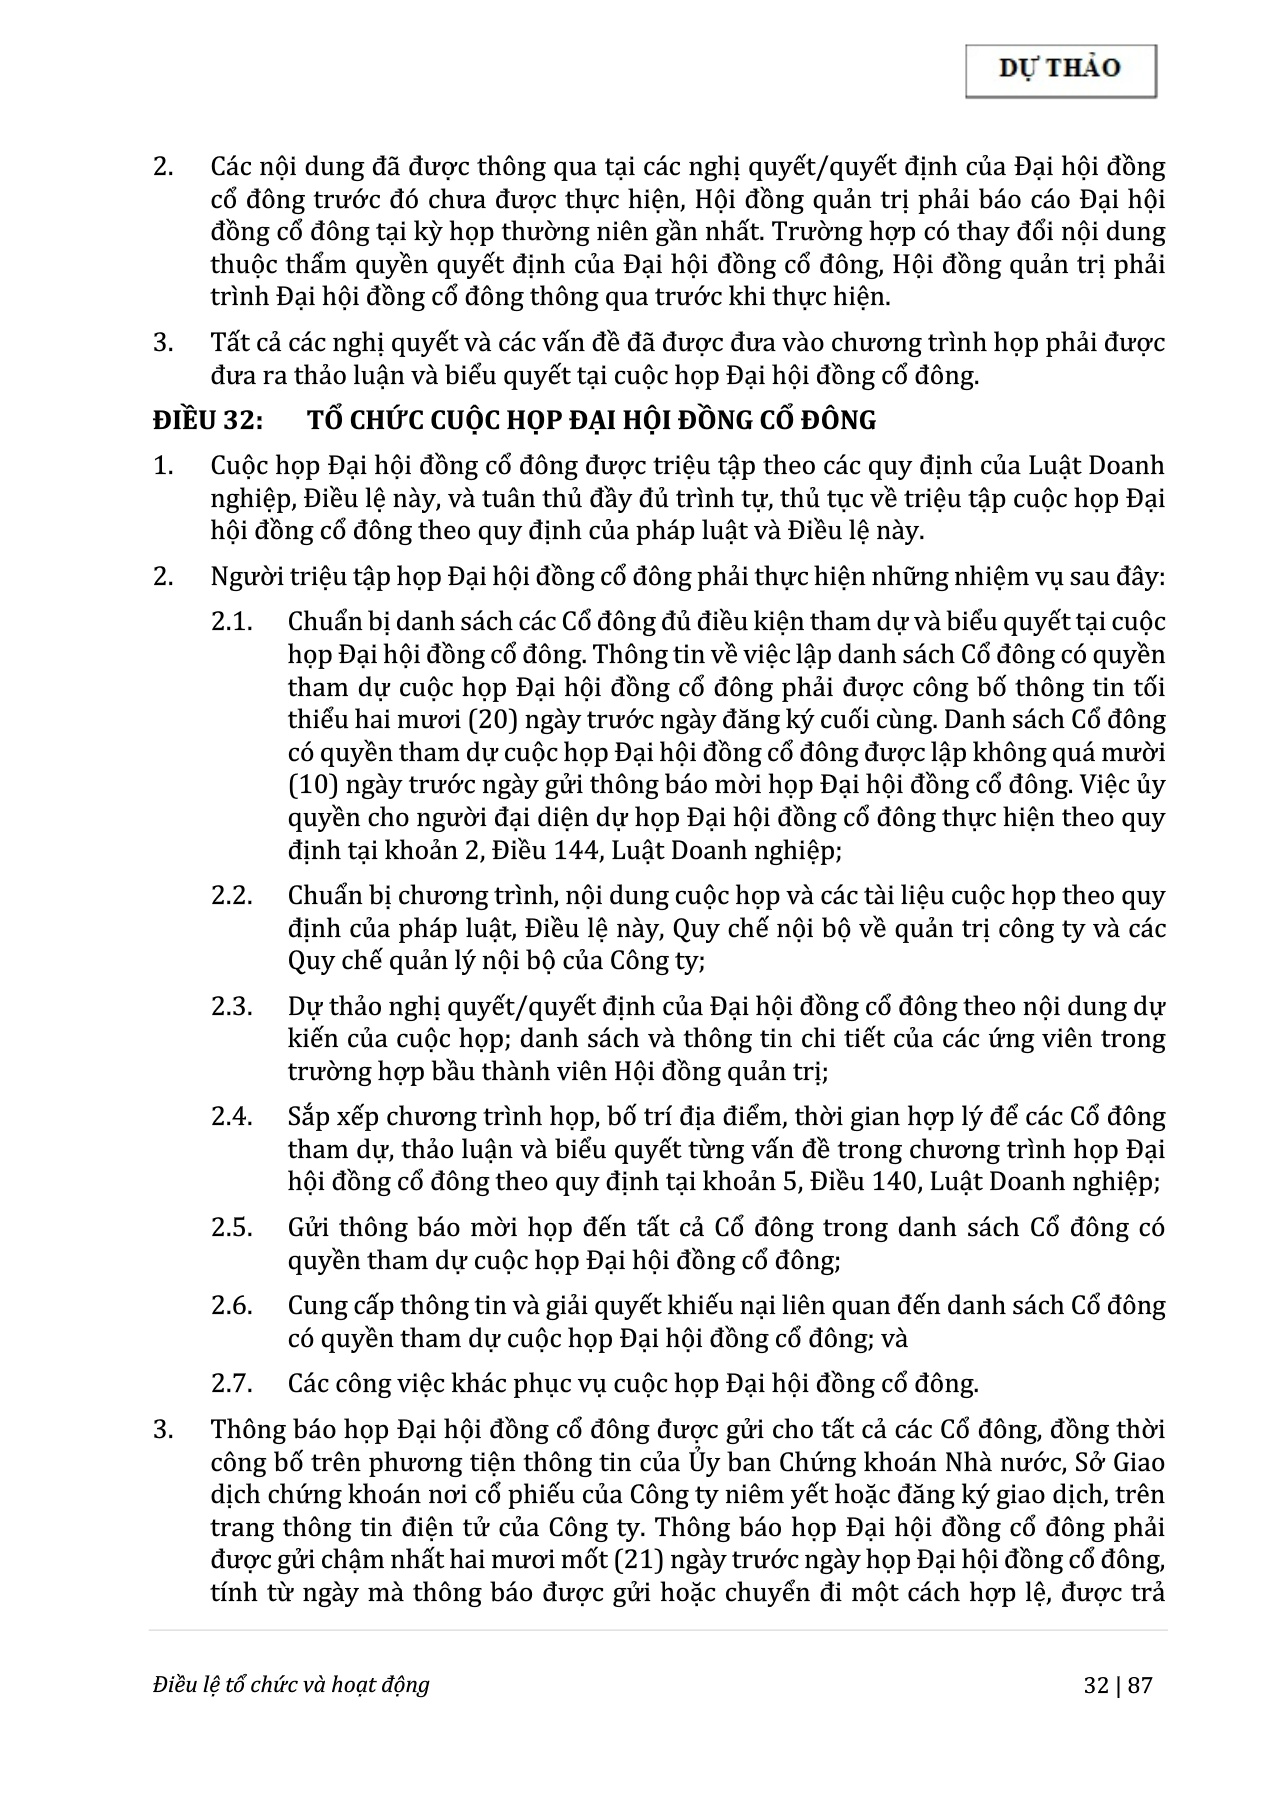 DỰ THẢO
2. Các nội dung đã được thông qua tại các nghị quyết/quyết định của Đại hội đồng
cổ đông trước đó chưa được thực hiện, Hội đồng quản trị phải báo cáo Đại hội
đồng cổ đông tại kỳ họp thường niên gần nhất. Trường hợp có thay đổi nội dung
thuộc thẩm quyền quyết định của Đại hội đồng cổ đông, Hội đồng quản trị phải
trình Đại hội đồng cổ đông thông qua trước khi thực hiện.
3. Tất cả các nghị quyết và các vấn đề đã được đưa vào chương trình họp phải được
đưa ra thảo luận và biểu quyết tại cuộc họp Đại hội đồng cổ đông.
ĐIỀU 32: TỔ CHỨC CUỘC HỌP ĐẠI HỘI ĐỒNG CỔ ĐÔNG
1. Cuộc họp Đại hội đồng cổ đông được triệu tập theo các quy định của Luật Doanh
nghiệp, Điều lệ này, và tuân thủ đầy đủ trình tự, thủ tục về triệu tập cuộc họp Đại
hội đồng cổ đông theo quy định của pháp luật và Điều lệ này.
2. Người triệu tập họp Đại hội đồng cổ đông phải thực hiện những nhiệm vụ sau đây:
2.1. Chuẩn bị danh sách các Cổ đông đủ điều kiện tham dự và biểu quyết tại cuộc
họp Đại hội đồng cổ đông. Thông tin về việc lập danh sách Cổ đông có quyền
tham dự cuộc họp Đại hội đồng cổ đông phải được công bố thông tin tối
thiểu hai mươi (20) ngày trước ngày đăng ký cuối cùng. Danh sách Cổ đông
có quyền tham dự cuộc họp Đại hội đồng cổ đông được lập không quá mười
(10) ngày trước ngày gửi thông báo mời họp Đại hội đồng cổ đông. Việc ủy
quyền cho người đại diện dự họp Đại hội đồng cổ đông thực hiện theo quy
định tại khoản 2, Điều 144, Luật Doanh nghiệp;
2.2. Chuẩn bị chương trình, nội dung cuộc họp và các tài liệu cuộc họp theo quy
định của pháp luật, Điều lệ này, Quy chế nội bộ về quản trị công ty và các
Quy chế quản lý nội bộ của Công ty;
2.3. Dự thảo nghị quyết/quyết định của Đại hội đồng cổ đông theo nội dung dự
kiến của cuộc họp; danh sách và thông tin chi tiết của các ứng viên trong
trường hợp bầu thành viên Hội đồng quản trị;
2.4. Sắp xếp chương trình họp, bố trí địa điểm, thời gian hợp lý để các Cổ đông
tham dự, thảo luận và biểu quyết từng vấn đề trong chương trình họp Đại
hội đồng cổ đông theo quy định tại khoản 5, Điều 140, Luật Doanh nghiệp;
2.5. Gửi thông báo mời họp đến tất cả Cổ đông trong danh sách Cổ đông có
quyền tham dự cuộc họp Đại hội đồng cổ đông;
2.6. Cung cấp thông tin và giải quyết khiếu nại liên quan đến danh sách Cổ đông
có quyền tham dự cuộc họp Đại hội đồng cổ đông; và
2.7. Các công việc khác phục vụ cuộc họp Đại hội đồng cổ đông.
3. Thông báo họp Đại hội đồng cổ đông được gửi cho tất cả các Cổ đông, đồng thời
công bố trên phương tiện thông tin của Ủy ban Chứng khoán Nhà nước, Sở Giao
dịch chứng khoán nơi cổ phiếu của Công ty niêm yết hoặc đăng ký giao dịch, trên
trang thông tin điện tử của Công ty. Thông báo họp Đại hội đồng cổ đông phải
được gửi chậm nhất hai mươi mốt (21) ngày trước ngày họp Đại hội đồng cổ đông,
tính từ ngày mà thông báo được gửi hoặc chuyển đi một cách hợp lệ, được trả
Điều lệ tổ chức và hoạt động 32 | 87